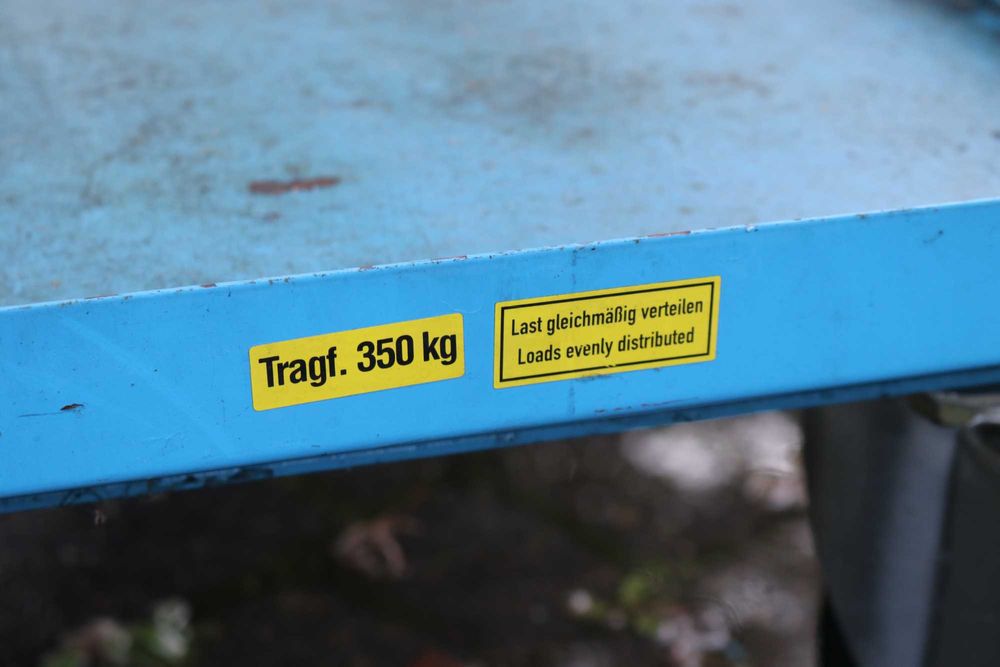 Tragf. 350 kg
Last gleichmäßig verteilen
Loads evenly distributed